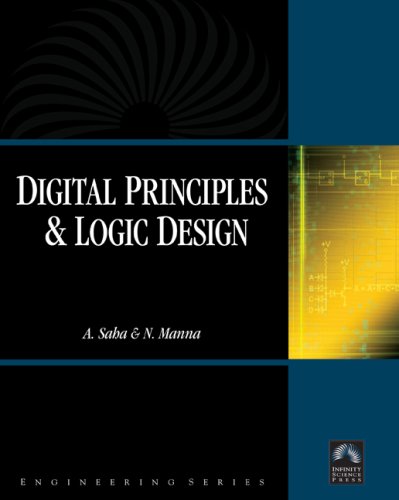 DIGITAL PRINCIPLES
& LOGIC DESIGN
A. Saha & N. Manna
A
B
C
D
ENGINEERING SERIES
INFINITY
SCIENCE
PRESS